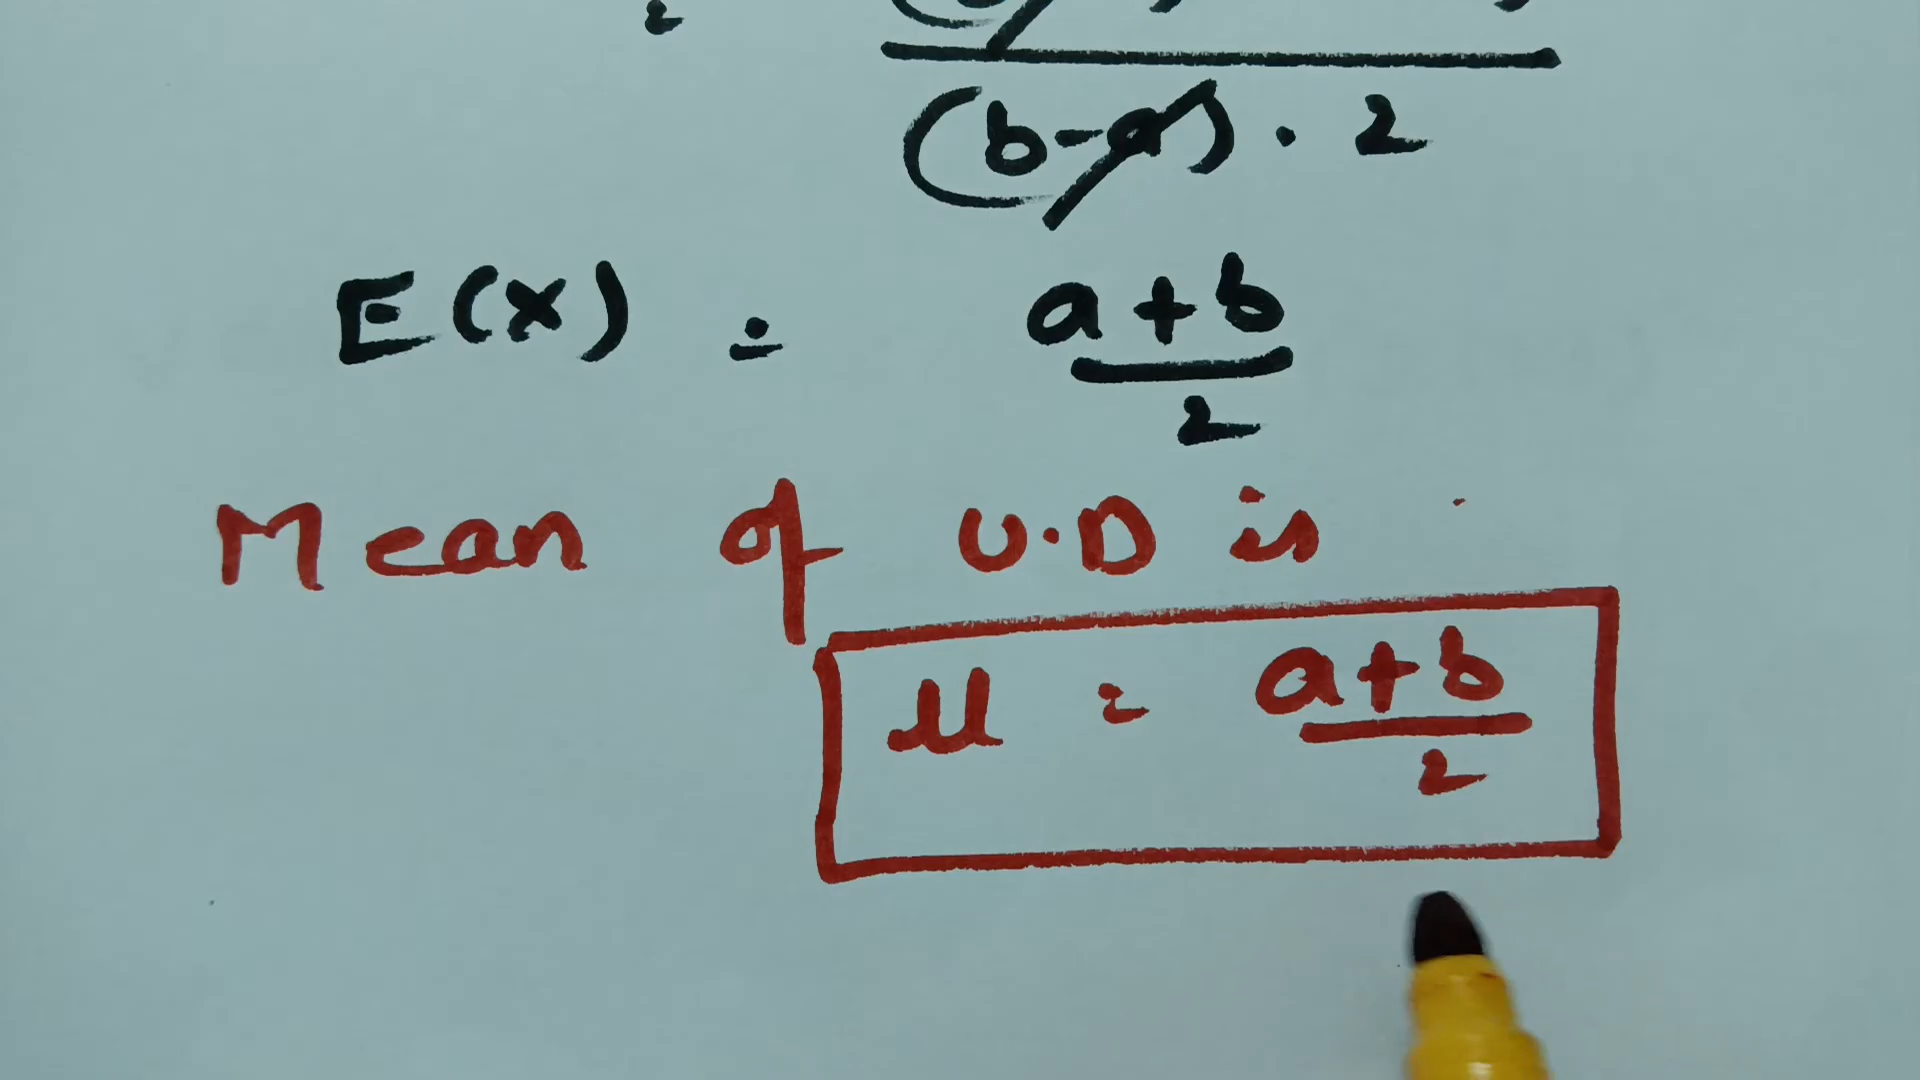 =
(b-a) · 2
E(x) = a+b
2
Mean of U.D is
μ = a+b
2